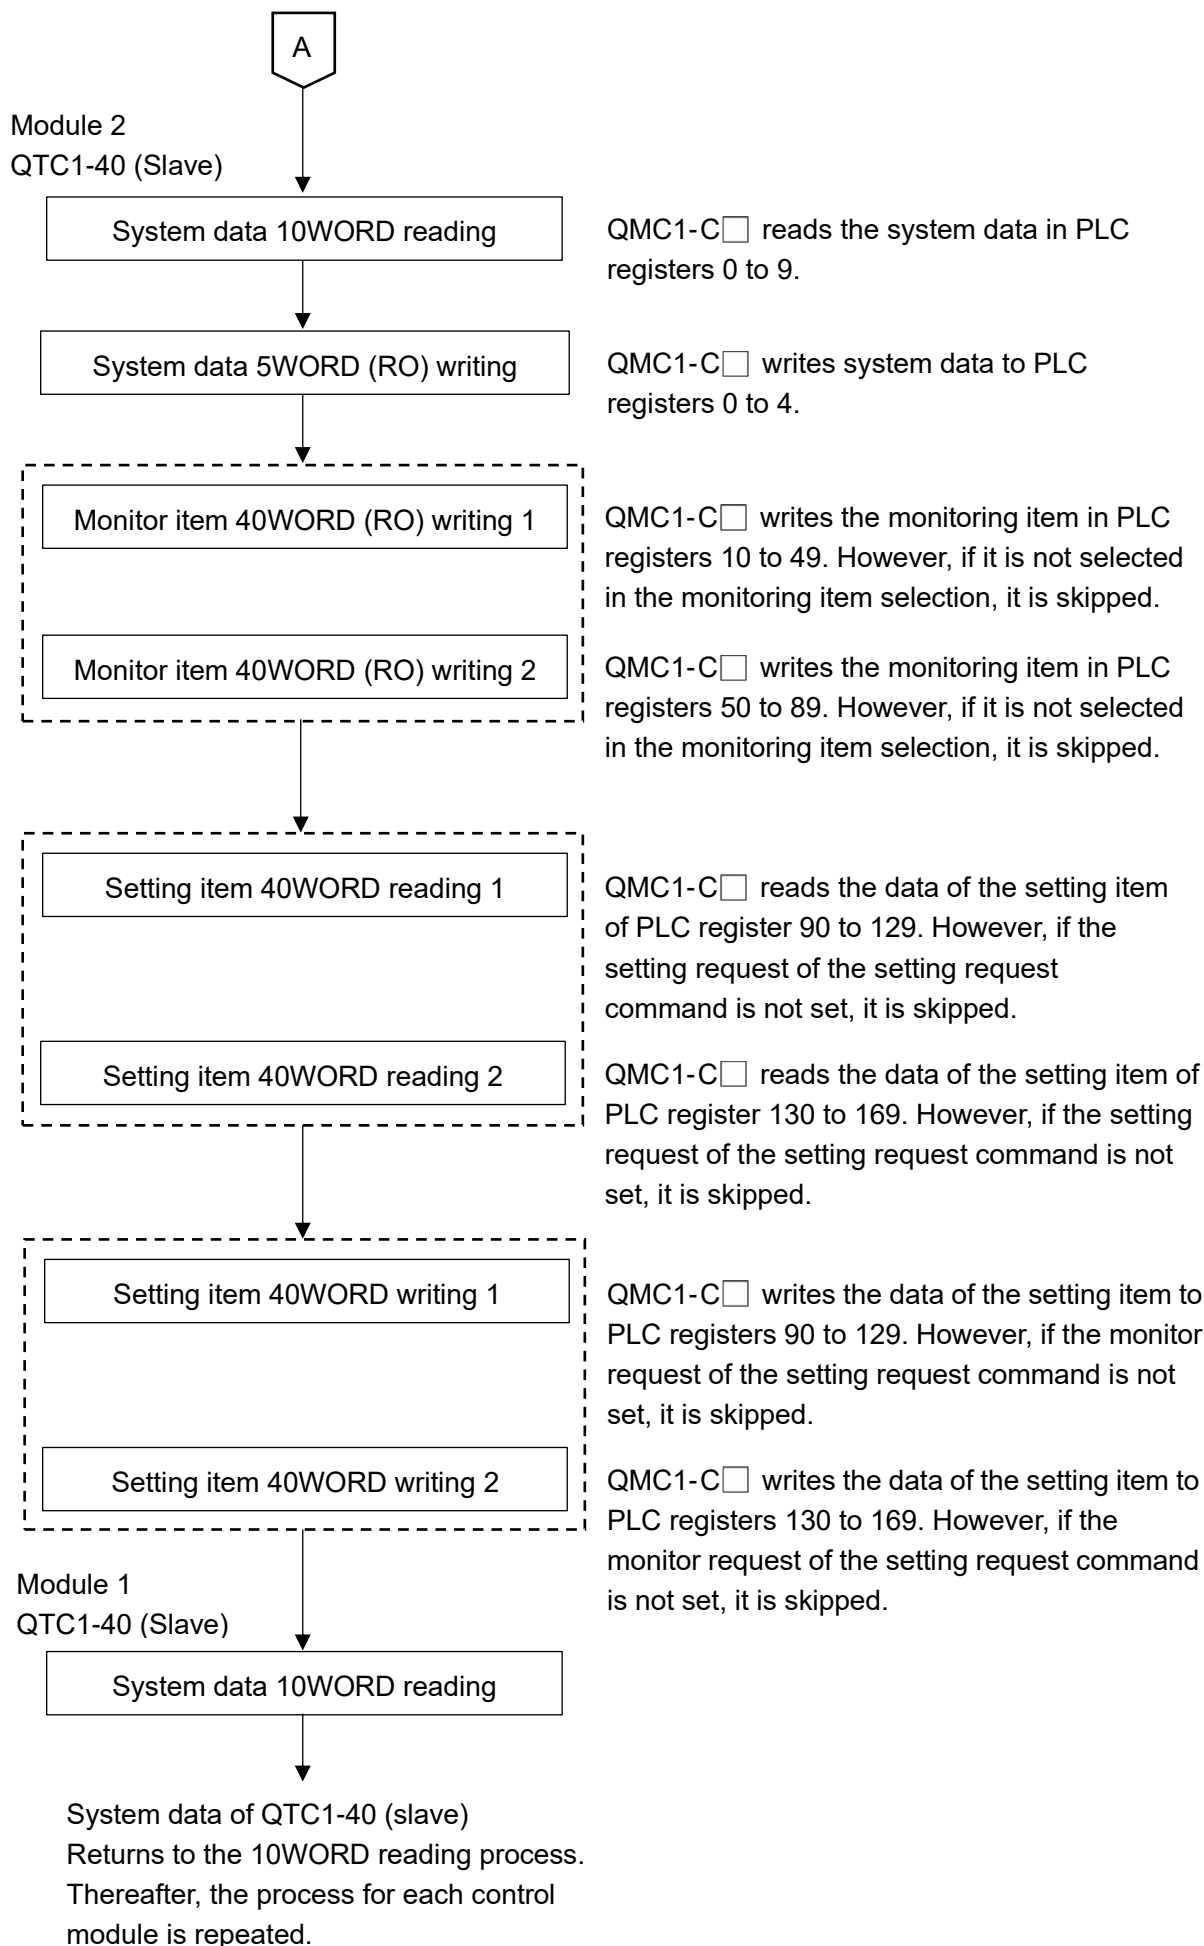 A
Module 2
QTC1-40 (Slave)
System data 10WORD reading
QMC1-C□ reads the system data in PLC
registers 0 to 9.
System data 5WORD (RO) writing
QMC1-C□ writes system data to PLC
registers 0 to 4.
Monitor item 40WORD (RO) writing 1
QMC1-C□ writes the monitoring item in PLC
registers 10 to 49. However, if it is not selected
in the monitoring item selection, it is skipped.
Monitor item 40WORD (RO) writing 2
QMC1-C□ writes the monitoring item in PLC
registers 50 to 89. However, if it is not selected
in the monitoring item selection, it is skipped.
Setting item 40WORD reading 1
QMC1-C□ reads the data of the setting item
of PLC register 90 to 129. However, if the
setting request of the setting request
command is not set, it is skipped.
Setting item 40WORD reading 2
QMC1-C□ reads the data of the setting item of
PLC register 130 to 169. However, if the setting
request of the setting request command is not
set, it is skipped.
Setting item 40WORD writing 1
QMC1-C□ writes the data of the setting item to
PLC registers 90 to 129. However, if the monitor
request of the setting request command is not
set, it is skipped.
Setting item 40WORD writing 2
QMC1-C□ writes the data of the setting item to
PLC registers 130 to 169. However, if the
monitor request of the setting request command
is not set, it is skipped.
Module 1
QTC1-40 (Slave)
System data 10WORD reading
System data of QTC1-40 (slave)
Returns to the 10WORD reading process.
Thereafter, the process for each control
module is repeated.